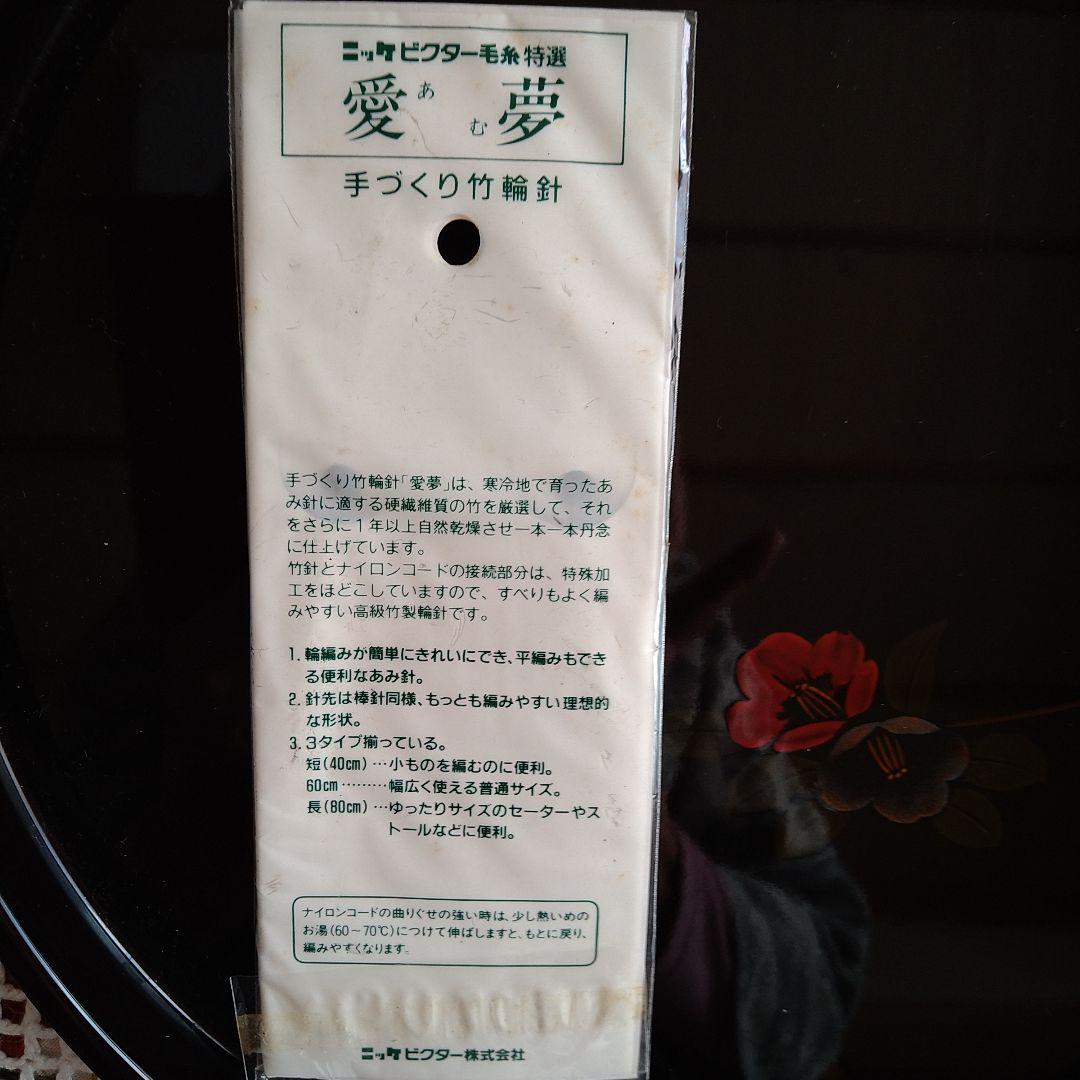 ニッケビクター毛糸特選
愛あむ夢
手づくり竹輪針
手づくり竹輪針「愛夢」は、寒冷地で育ったあ
み針に適する硬繊維質の竹を厳選して、それ
をさらに1年以上自然乾燥させ一本一本丹念
に仕上げています。
竹針とナイロンコードの接続部分は、特殊加
工をほどこしていますので、すべりもよく編
みやすい高級竹製輪針です。
1. 輪編みが簡単にきれいにでき、平編みもでき
る便利なあみ針。
2. 針先は棒針同様、もっとも編みやすい理想的
な形状。
3. 3タイプ揃っている。
短(40cm)…小ものを編むのに便利。
60cm………幅広く使える普通サイズ。
長(80cm)…ゆったりサイズのセーターやス
トールなどに便利。
ナイロンコードの曲りぐせの強い時は、少し熱いめの
お湯(60~70℃)につけて伸ばしますと、もとに戻り、
編みやすくなります。
ニッケビクター株式会社